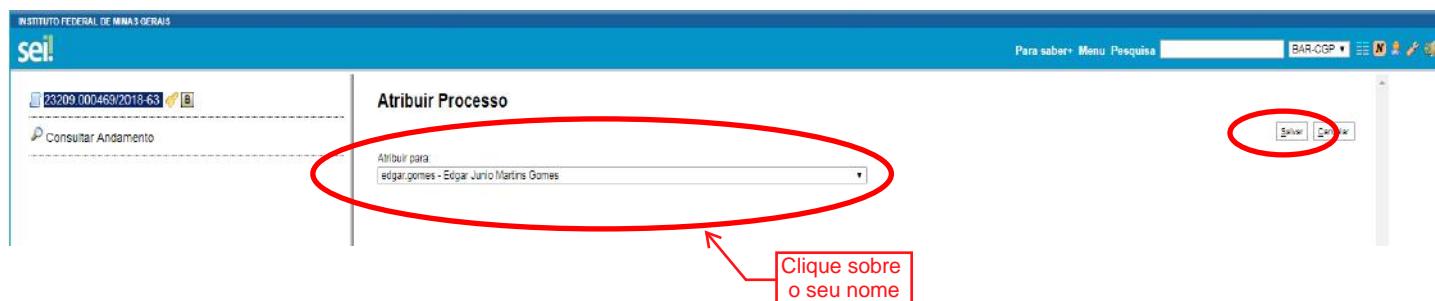 INSTITUTO FEDERAL DE MINAS GERAIS
sei!
Para saber+ Menu Pesquisa
BAR-CGP
N
23209.000469/2018-63
B
Atribuir Processo
Salvar
Cancelar
Consultar Andamento
Atribuir para:
edgar.gomes - Edgar Junio Martins Gomes
Clique sobre
o seu nome